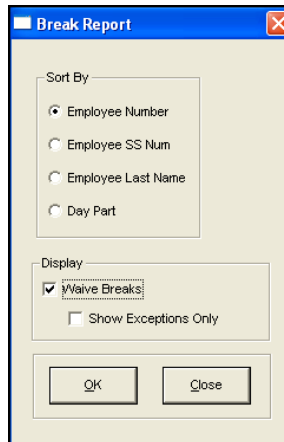 Break Report
Sort By
Employee Number
Employee SS Num
Employee Last Name
Day Part
Display
Waive Breaks
Show Exceptions Only
OK
Close